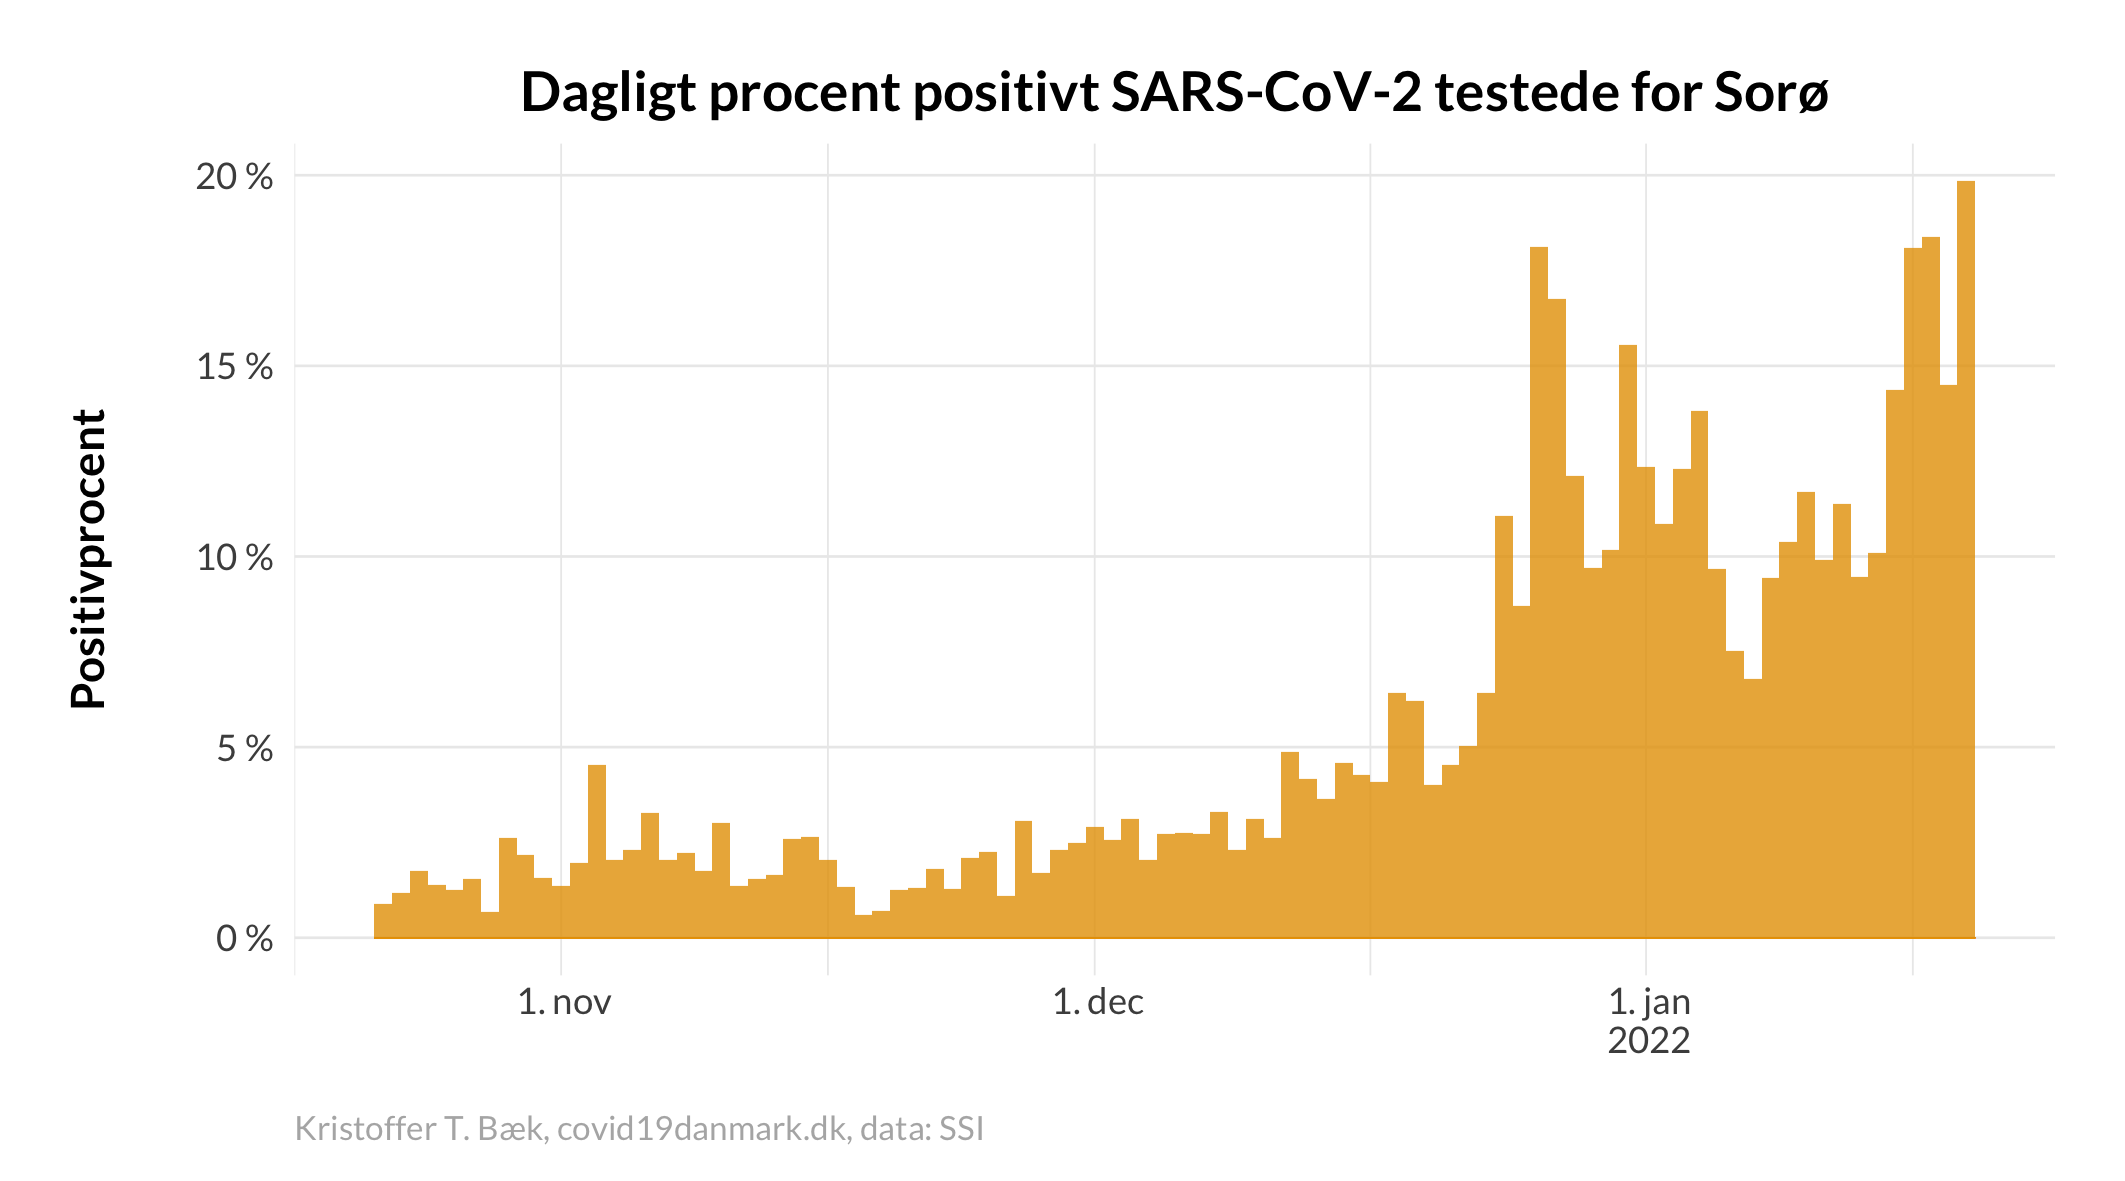 Dagligt procent positivt SARS-CoV-2 testede for Sorø
Positivprocent
20 %
15 %
10 %
5 %
0 %
1. nov
1. dec
1. jan
2022
Kristoffer T. Bæk, covid19danmark.dk, data: SSI